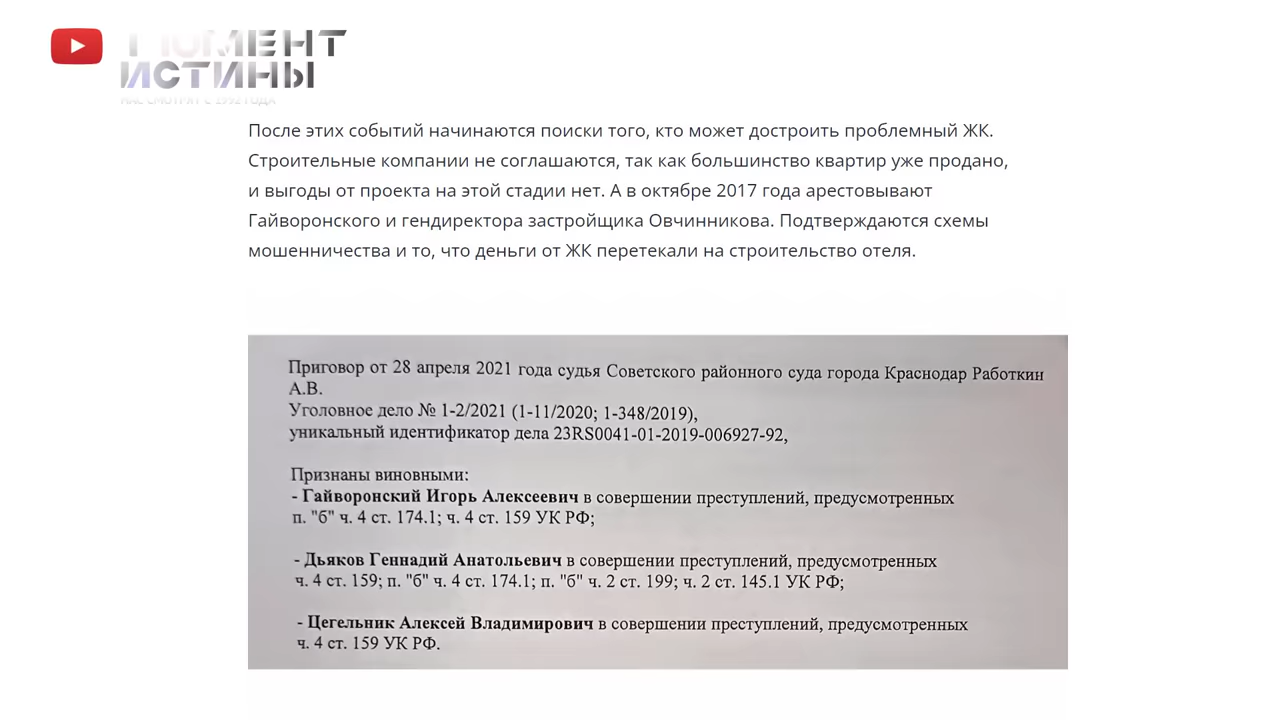 МОМЕНТ
ИСТИНЫ
НАС СМОТРЯТ С 1992 ГОДА
После этих событий начинаются поиски того, кто может достроить проблемный ЖК.
Строительные компании не соглашаются, так как большинство квартир уже продано,
и выгоды от проекта на этой стадии нет. А в октябре 2017 года арестовывают
Гайворонского и гендиректора застройщика Овчинникова. Подтверждаются схемы
мошенничества и то, что деньги от ЖК перетекали на строительство отеля.
Приговор от 28 апреля 2021 года судья Советского районного суда города Краснодар Работкин
А.В.
Уголовное дело № 1-2/2021 (1-11/2020; 1-348/2019),
уникальный идентификатор дела 23RS0041-01-2019-006927-92,
Признаны виновными:
- Гайворонский Игорь Алексеевич в совершении преступлений, предусмотренных
п. "б" ч. 4 ст. 174.1; ч. 4 ст. 159 УК РФ;
- Дьяков Геннадий Анатольевич в совершении преступлений, предусмотренных
ч. 4 ст. 159; п. "б" ч. 4 ст. 174.1; п. "б" ч. 2 ст. 199; ч. 2 ст. 145.1 УК РФ;
- Цегельник Алексей Владимирович в совершении преступлений, предусмотренных
ч. 4 ст. 159 УК РФ.